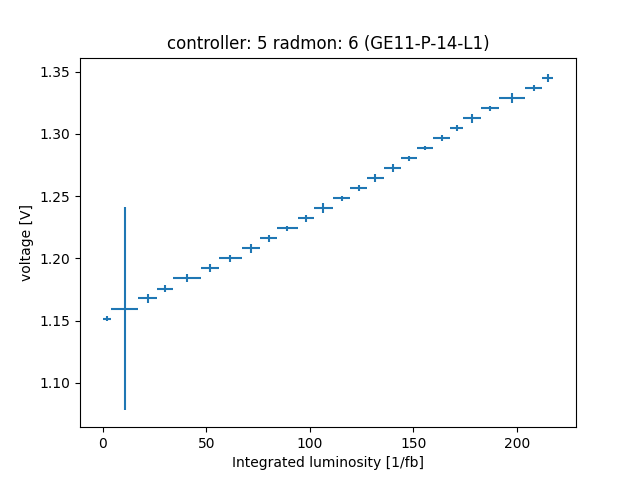 controller: 5 radmon: 6 (GE11-P-14-L1)
1.35
1.30
1.25
1.20
1.15
1.10
voltage [V]
0 50 100 150 200
Integrated luminosity [1/fb]